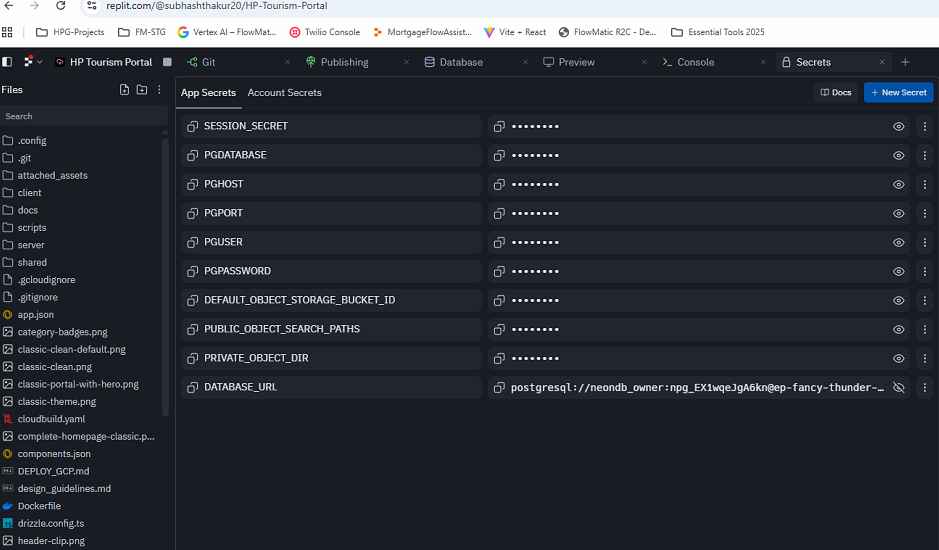 replit.com/@subhashthakur20/HP-Tourism-Portal
HPG-Projects FM-STG Vertex AI – FlowMat... Twilio Console MortgageFlowAssist... Vite + React FlowMatic R2C - De... Essential Tools 2025
HP Tourism Portal Git Publishing Database Preview Console Secrets
Files
App Secrets Account Secrets Docs + New Secret
Search
SESSION_SECRET ••••••••
.config
PGDATABASE ••••••••
.git
attached_assets
PGHOST ••••••••
client
docs
PGPORT ••••••••
scripts
server
PGUSER ••••••••
shared
PGPASSWORD ••••••••
.gcloudignore
.gitignore
DEFAULT_OBJECT_STORAGE_BUCKET_ID ••••••••
app.json
category-badges.png
PUBLIC_OBJECT_SEARCH_PATHS ••••••••
classic-clean-default.png
PRIVATE_OBJECT_DIR ••••••••
classic-clean.png
classic-portal-with-hero.png
DATABASE_URL postgresql://neondb_owner:npg_EX1wqeJgA6kn@ep-fancy-thunder-…
classic-theme.png
cloudbuild.yaml
complete-homepage-classic.p...
components.json
DEPLOY_GCP.md
design_guidelines.md
Dockerfile
drizzle.config.ts
header-clip.png